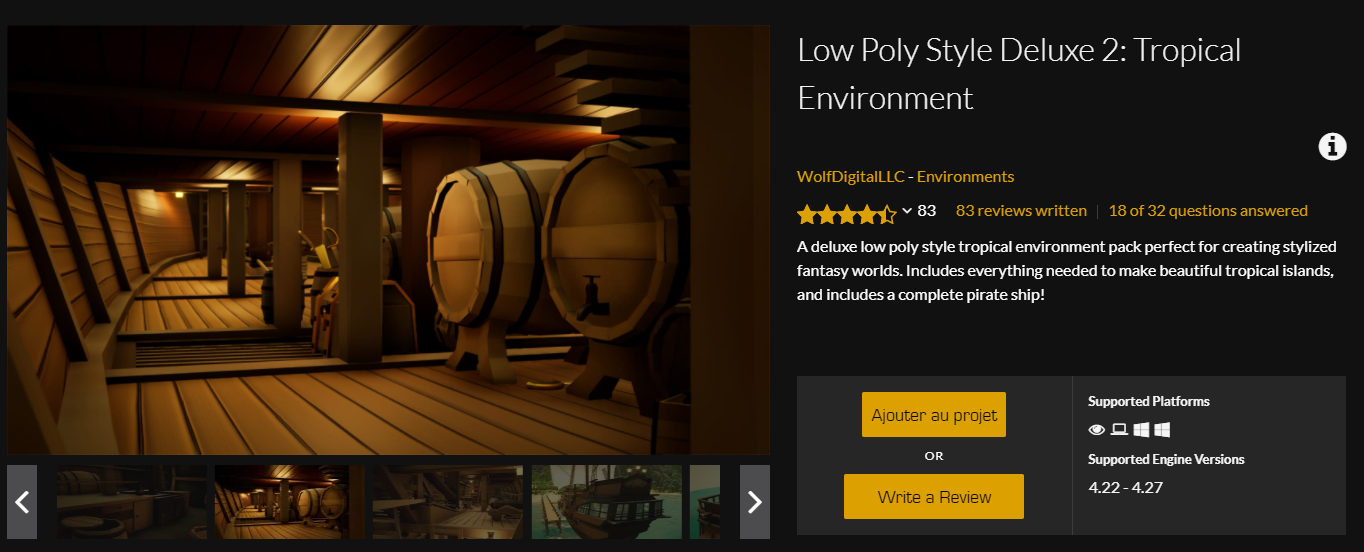 Low Poly Style Deluxe 2: Tropical
Environment
WolfDigitalLLC - Environments
83 83 reviews written | 18 of 32 questions answered
A deluxe low poly style tropical environment pack perfect for creating stylized
fantasy worlds. Includes everything needed to make beautiful tropical islands,
and includes a complete pirate ship!
Ajouter au projet
OR
Write a Review
Supported Platforms
Supported Engine Versions
4.22 - 4.27